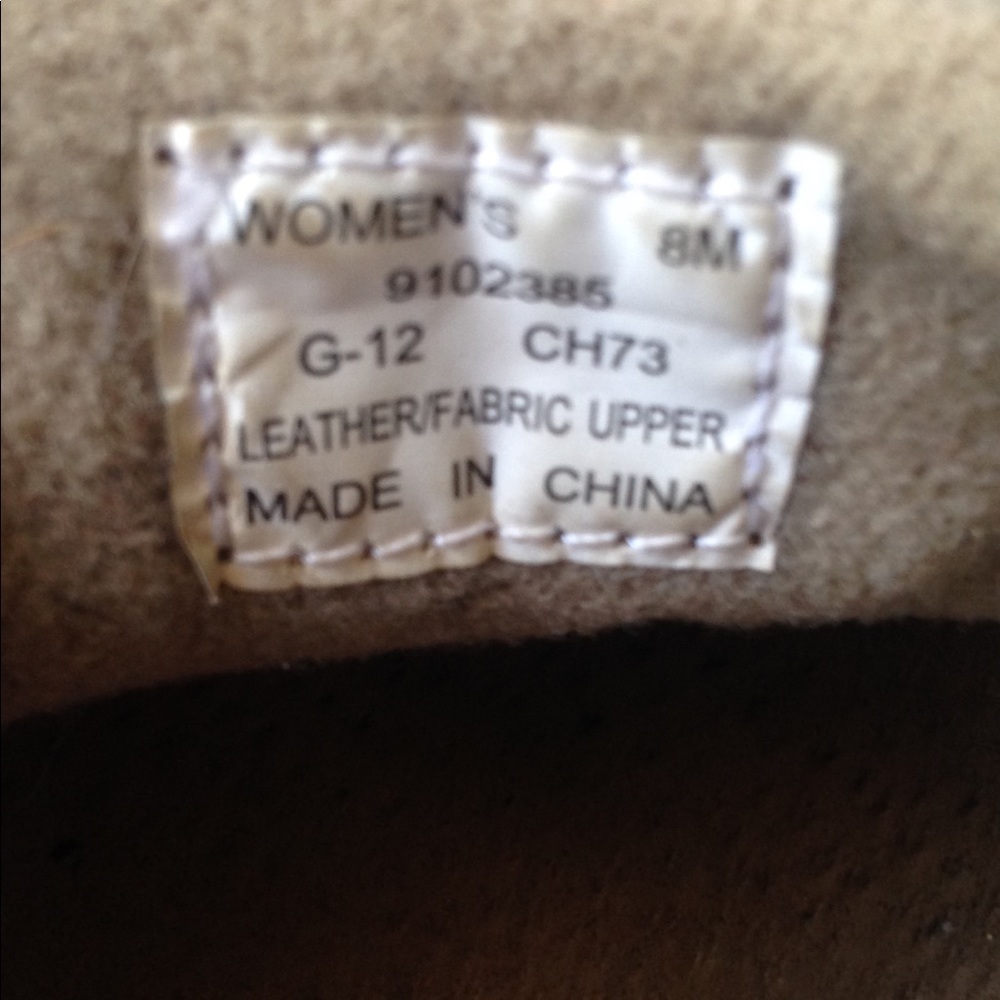 WOMEN'S 8M
9102385
G-12 CH73
LEATHER/FABRIC UPPER
MADE IN CHINA